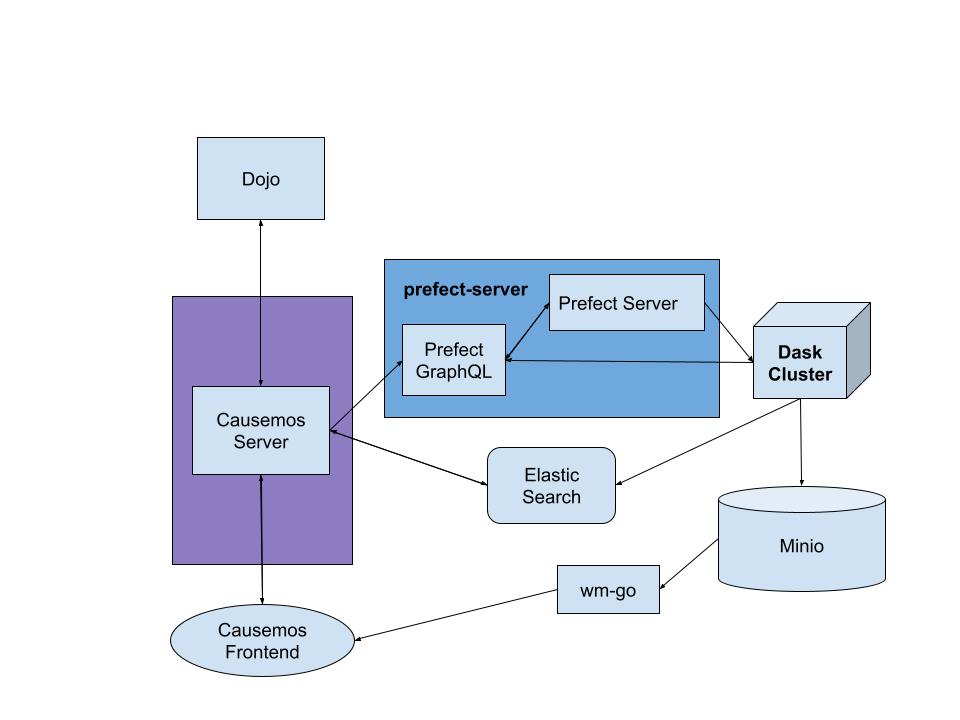 Dojo
prefect-server
Prefect Server
Prefect
GraphQL
Dask
Cluster
Causemos
Server
Elastic
Search
Minio
wm-go
Causemos
Frontend